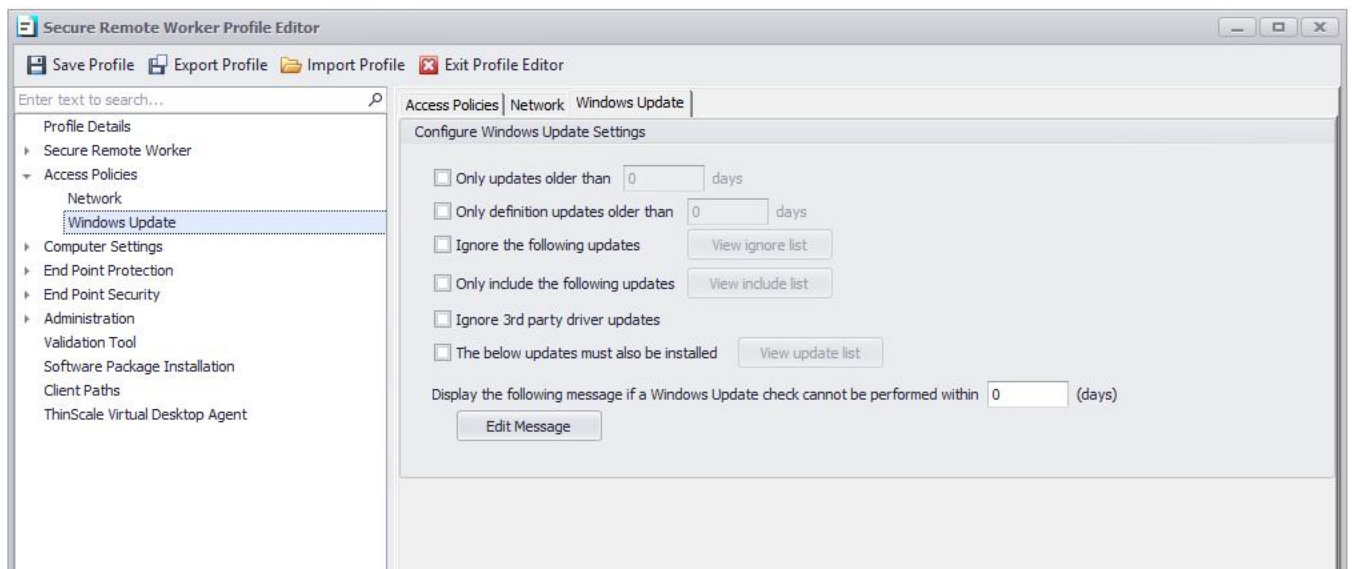 Secure Remote Worker Profile Editor
Save Profile Export Profile Import Profile Exit Profile Editor
Enter text to search...
Profile Details
Secure Remote Worker
Access Policies
Network
Windows Update
Computer Settings
End Point Protection
End Point Security
Administration
Validation Tool
Software Package Installation
Client Paths
ThinScale Virtual Desktop Agent
Access Policies Network Windows Update
Configure Windows Update Settings
Only updates older than 0 days
Only definition updates older than 0 days
Ignore the following updates View ignore list
Only include the following updates View include list
Ignore 3rd party driver updates
The below updates must also be installed View update list
Display the following message if a Windows Update check cannot be performed within 0 (days)
Edit Message